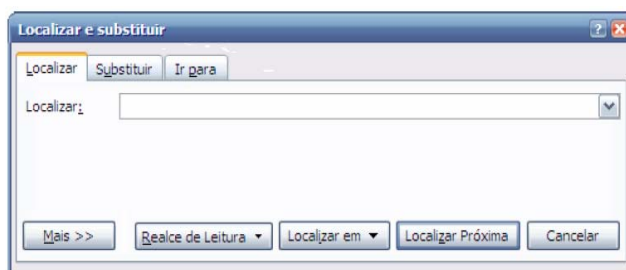 Localizar e substituir
Localizar Substituir Ir para
Localizar:
Mais >> Realce de Leitura Localizar em Localizar Próxima Cancelar